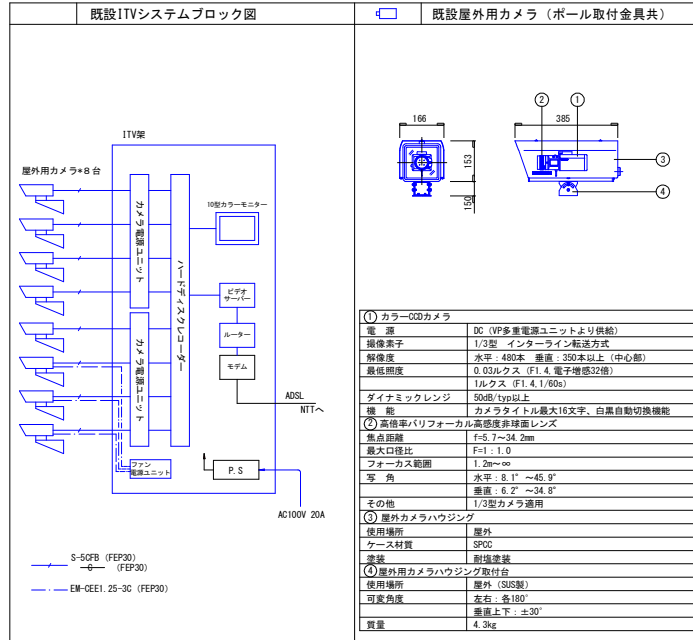 既設ITVシステムブロック図
既設屋外用カメラ（ポール取付金具共）
ITV架
屋外用カメラ*8台
カメラ電源ユニット
カメラ電源ユニット
ハードディスクレコーダー
10型カラーモニター
ビデオ
サーバー
ルーター
モデム
ADSL
NTTへ
ファン
電源ユニット
P.S
AC100V 20A
S-5CFB (FEP30)
G (FEP30)
EM-CEE1.25-3C (FEP30)
166
153
150
385
①
②
③
④
① カラーCCDカメラ
電 源 DC（VP多重電源ユニットより供給）
撮像素子 1/3型 インターライン転送方式
解像度 水平：480本 垂直：350本以上（中心部）
最低照度 0.03ルクス（F1.4,電子増感32倍）
1ルクス（F1.4,1/60s）
ダイナミックレンジ 50dB/typ以上
機 能 カメラタイトル最大16文字、白黒自動切換機能
② 高倍率バリフォーカル高感度非球面レンズ
焦点距離 f=5.7～34.2mm
最大口径比 F=1：1.0
フォーカス範囲 1.2m～∞
写 角 水平：8.1°～45.9°
垂直：6.2°～34.8°
その他 1/3型カメラ適用
③ 屋外カメラハウジング
使用場所 屋外
ケース材質 SPCC
塗装 耐塩塗装
④ 屋外用カメラハウジング取付台
使用場所 屋外（SUS製）
可変角度 左右：各180°
垂直上下：±30°
質量 4.3kg